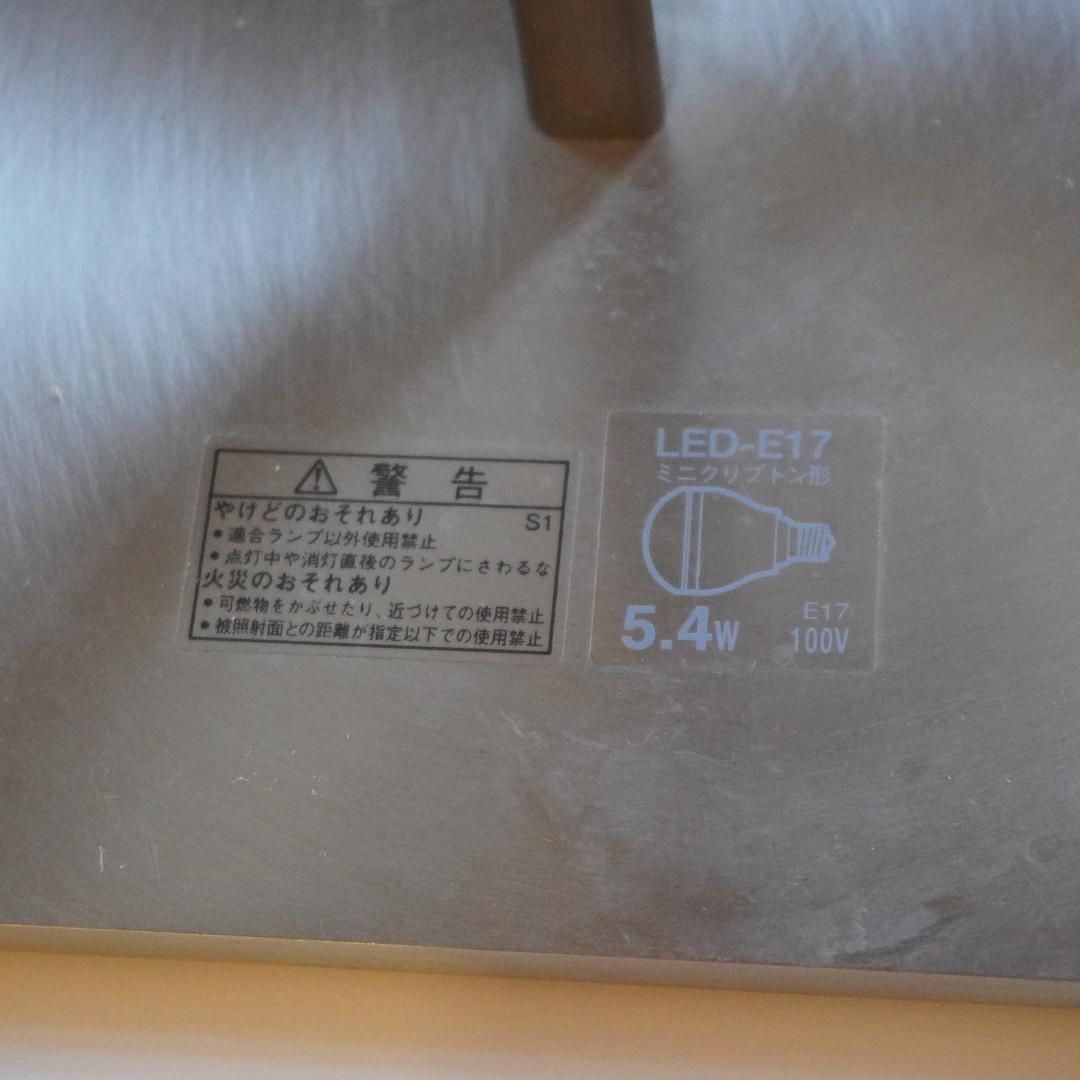 ⚠ 警告
やけどのおそれあり S1
•適合ランプ以外使用禁止
•点灯中や消灯直後のランプにさわるな
火災のおそれあり
•可燃物をかぶせたり、近づけての使用禁止
•被照射面との距離が指定以下での使用禁止
LED-E17
ミニクリプトン形
5.4W
E17
100V